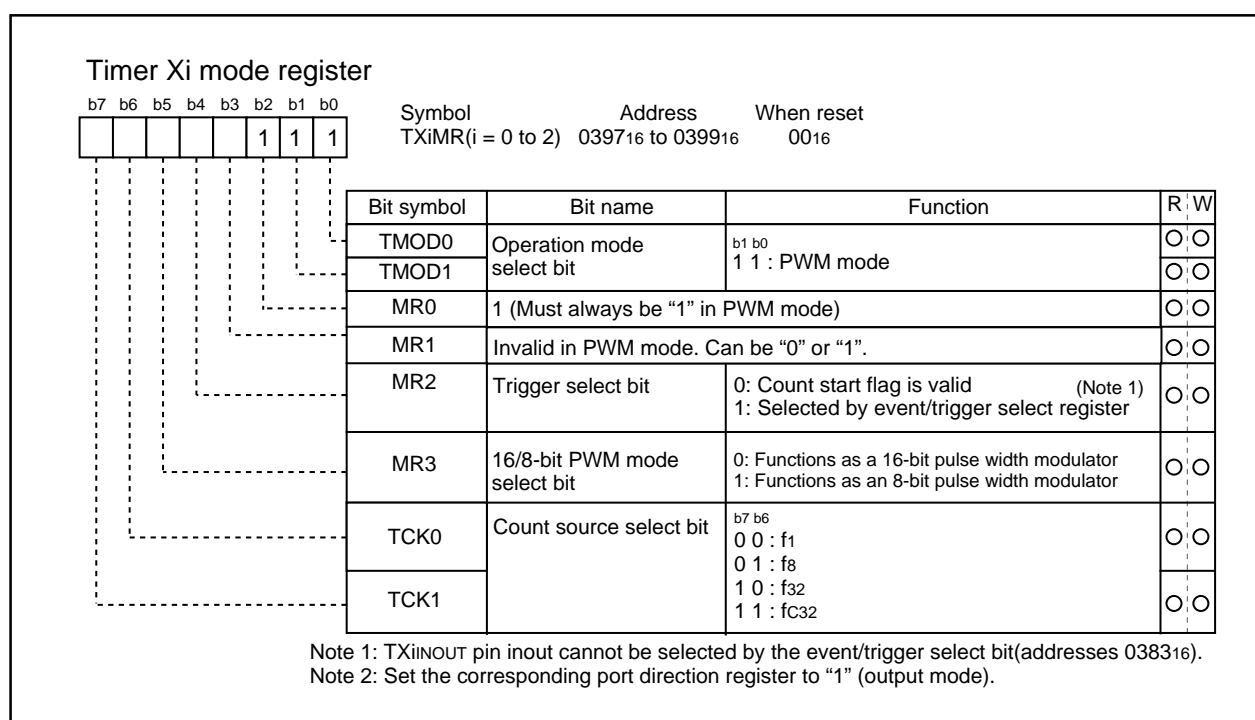 Timer Xi mode register
b7 b6 b5 b4 b3 b2 b1 b0
1 1 1
Symbol Address When reset
TXiMR(i = 0 to 2) 039716 to 039916 0016
Bit symbol Bit name Function R W
TMOD0 Operation mode select bit b1 b0
TMOD1 1 1 : PWM mode
MR0 1 (Must always be “1” in PWM mode)
MR1 Invalid in PWM mode. Can be “0” or “1”.
MR2 Trigger select bit 0: Count start flag is valid (Note 1)
1: Selected by event/trigger select register
MR3 16/8-bit PWM mode select bit 0: Functions as a 16-bit pulse width modulator
1: Functions as an 8-bit pulse width modulator
TCK0 Count source select bit b7 b6
0 0 : f1
0 1 : f8
TCK1 1 0 : f32
1 1 : fC32
Note 1: TXiINOUT pin inout cannot be selected by the event/trigger select bit(addresses 038316).
Note 2: Set the corresponding port direction register to “1” (output mode).